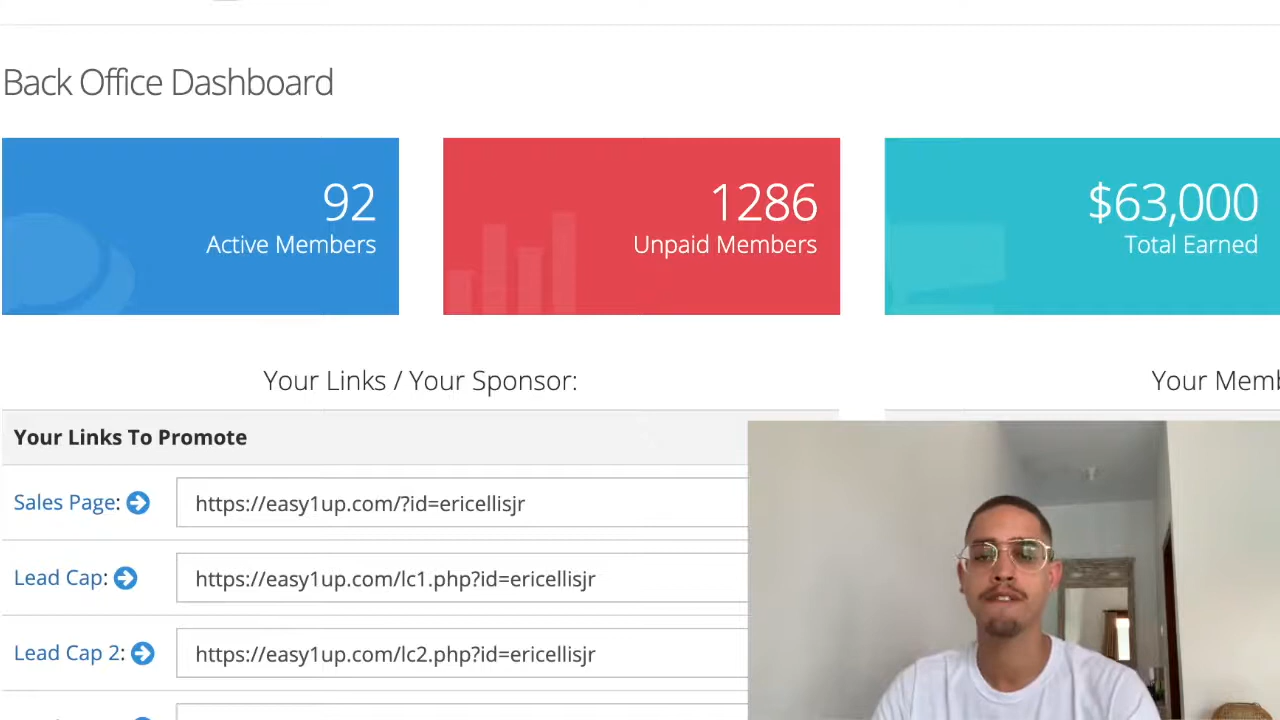 Back Office Dashboard
92
Active Members
1286
Unpaid Members
$63,000
Total Earned
Your Links / Your Sponsor:
Your Links To Promote
Sales Page:
https://easy1up.com/?id=ericellisjr
Lead Cap:
https://easy1up.com/lc1.php?id=ericellisjr
Lead Cap 2:
https://easy1up.com/lc2.php?id=ericellisjr
Your Memb